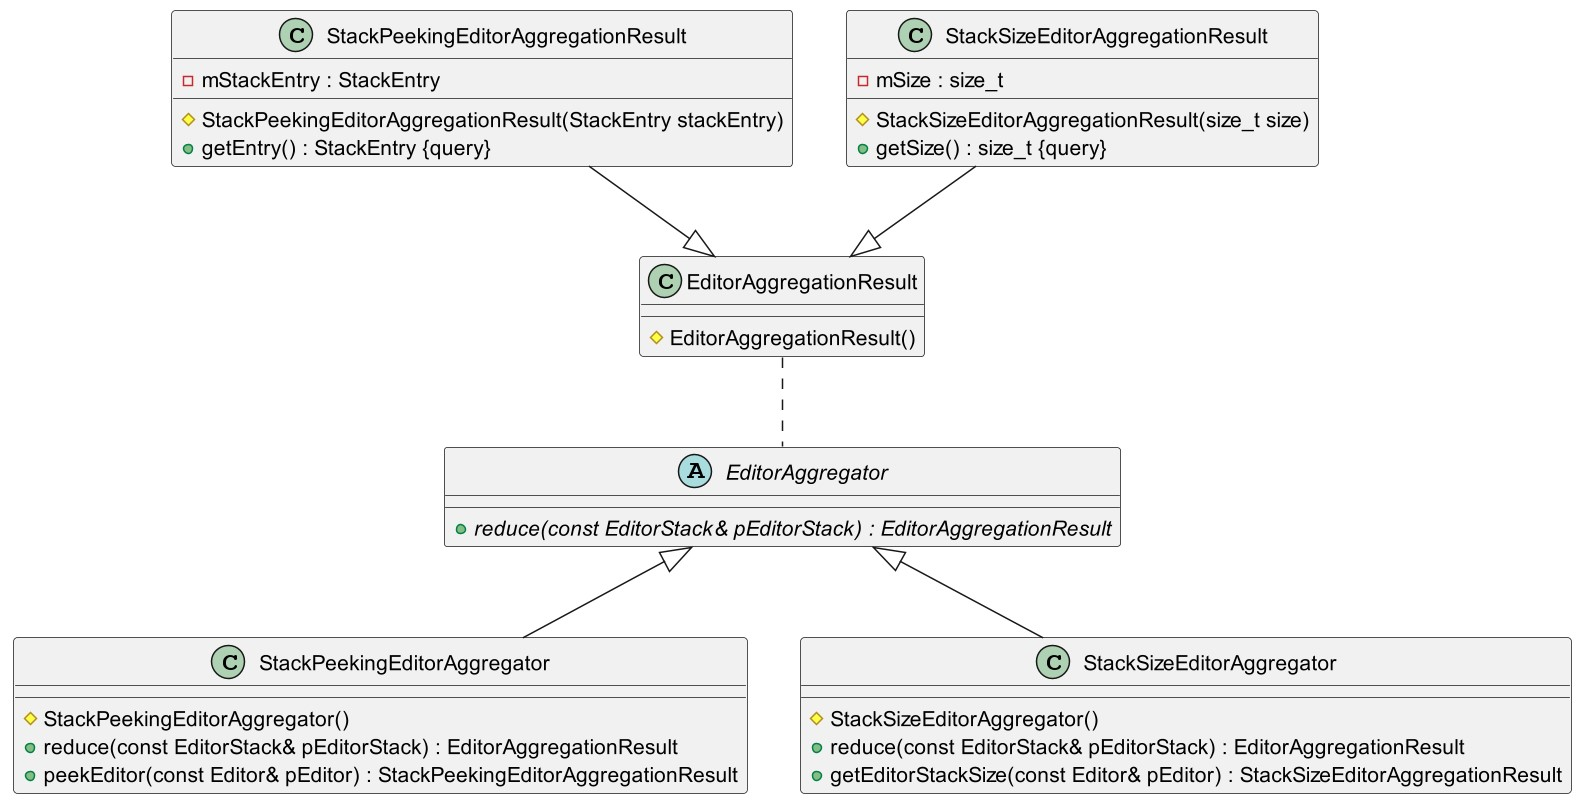 C StackPeekingEditorAggregationResult
mStackEntry : StackEntry
StackPeekingEditorAggregationResult(StackEntry stackEntry)
getEntry() : StackEntry {query}
C StackSizeEditorAggregationResult
mSize : size_t
StackSizeEditorAggregationResult(size_t size)
getSize() : size_t {query}
C EditorAggregationResult
EditorAggregationResult()
A EditorAggregator
reduce(const EditorStack& pEditorStack) : EditorAggregationResult
C StackPeekingEditorAggregator
StackPeekingEditorAggregator()
reduce(const EditorStack& pEditorStack) : EditorAggregationResult
peekEditor(const Editor& pEditor) : StackPeekingEditorAggregationResult
C StackSizeEditorAggregator
StackSizeEditorAggregator()
reduce(const EditorStack& pEditorStack) : EditorAggregationResult
getEditorStackSize(const Editor& pEditor) : StackSizeEditorAggregationResult